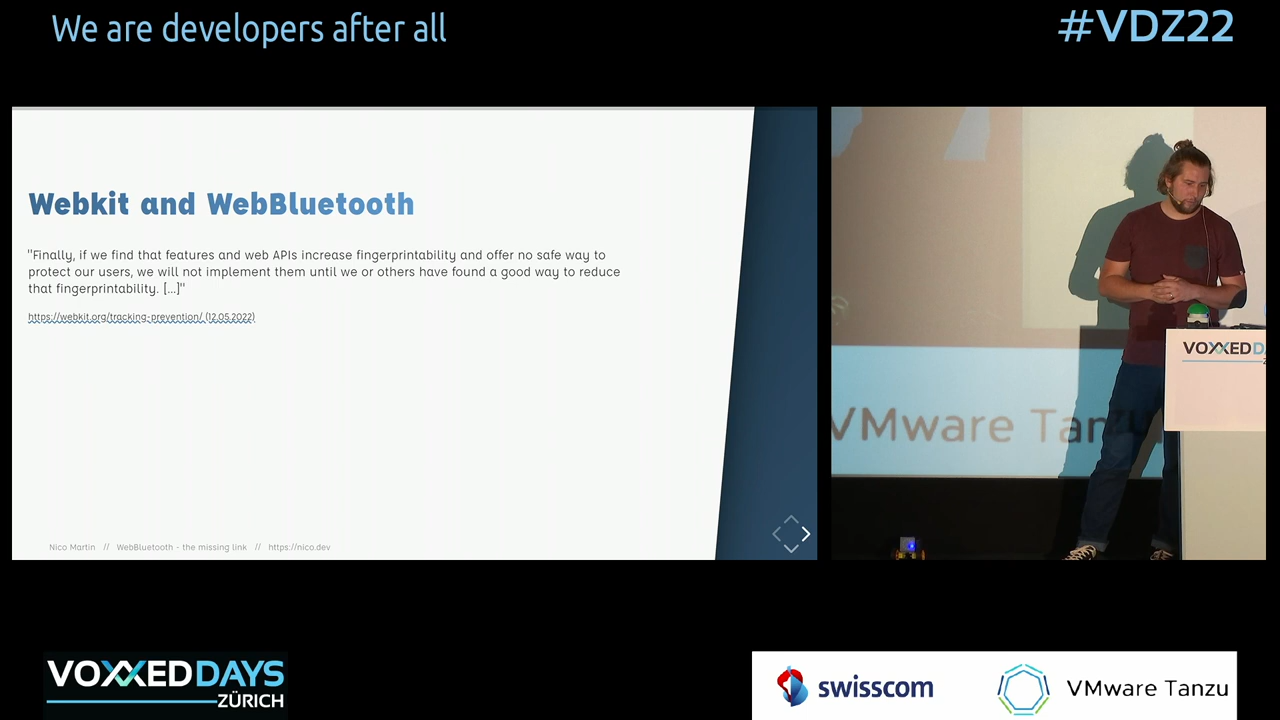 We are developers after all
#VDZ22
Webkit and WebBluetooth
"Finally, if we find that features and web APIs increase fingerprintability and offer no safe way to
protect our users, we will not implement them until we or others have found a good way to reduce
that fingerprintability. [...]"
https://webkit.org/tracking-prevention/ (12.05.2022)
Nico Martin // WebBluetooth - the missing link // https://nico.dev
VOXXED D
VMware Tanzu
VOXXED DAYS
ZÜRICH
swisscom
VMware Tanzu